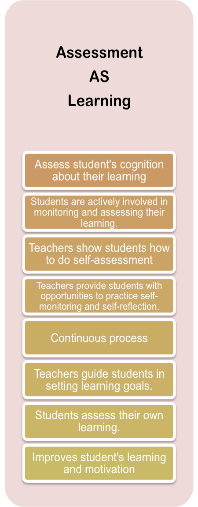 Assessment
AS
Learning
Assess student's cognition
about their learning
Students are actively involved in
monitoring and assessing their
learning.
Teachers show students how
to do self-assessment
Teachers provide students with
opportunities to practice self-
monitoring and self-reflection.
Continuous process
Teachers guide students in
setting learning goals.
Students assess their own
learning.
Improves student's learning
and motivation